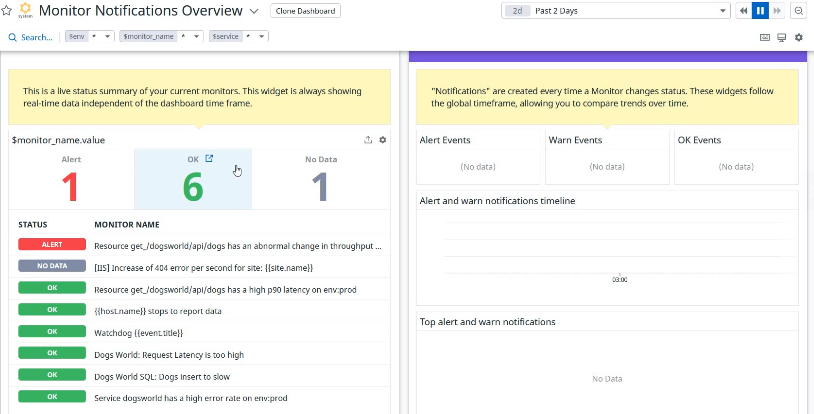 Monitor Notifications Overview
Clone Dashboard
2d Past 2 Days
system
Search...
$env *
$monitor_name *
$service *
This is a live status summary of your current monitors. This widget is always showing
real-time data independent of the dashboard time frame.
$monitor_name.value
Alert
OK
No Data
1
6
1
STATUS MONITOR NAME
ALERT Resource get_/dogsworld/api/dogs has an abnormal change in throughput ...
NO DATA [IIS] Increase of 404 error per second for site: {{site.name}}
OK Resource get_/dogsworld/api/dogs has a high p90 latency on env:prod
OK {{host.name}} stops to report data
OK Watchdog {{event.title}}
OK Dogs World: Request Latency is too high
OK Dogs World SQL: Dogs insert to slow
OK Service dogsworld has a high error rate on env:prod
"Notifications" are created every time a Monitor changes status. These widgets follow
the global timeframe, allowing you to compare trends over time.
Alert Events
Warn Events
OK Events
(No data)
(No data)
(No data)
Alert and warn notifications timeline
03:00
Top alert and warn notifications
No Data